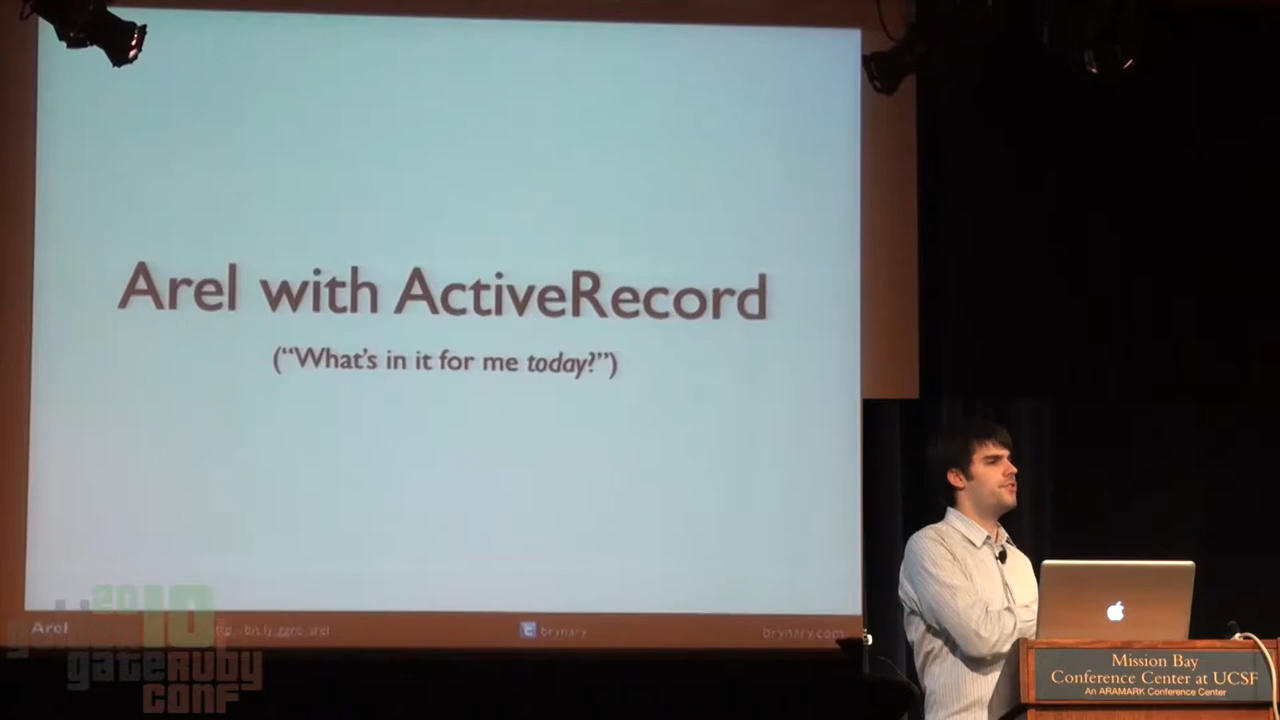 Arel with ActiveRecord
(“What’s in it for me today?”)
Arel
brynary
brynary.com
2010
golden
gateRuby
CONF
Mission Bay
Conference Center at UCSF
An ARAMARK Conference Center